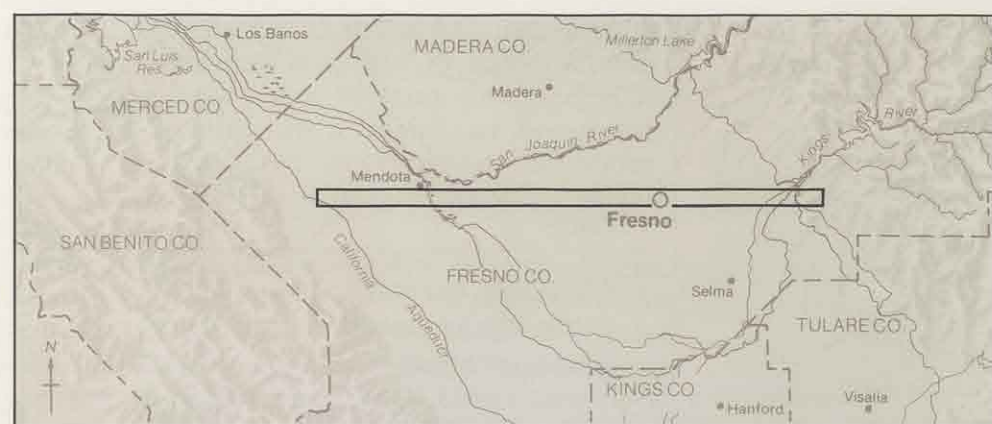 Los Banos
MADERA CO.
Millerton Lake
San Luis
Res.
MERCED CO.
Madera
Kings
River
San Joaquin River
Mendota
Fresno
SAN BENITO CO.
California
Aqueduct
FRESNO CO.
Selma
TULARE CO.
N
KINGS CO.
Hanford
Visalia